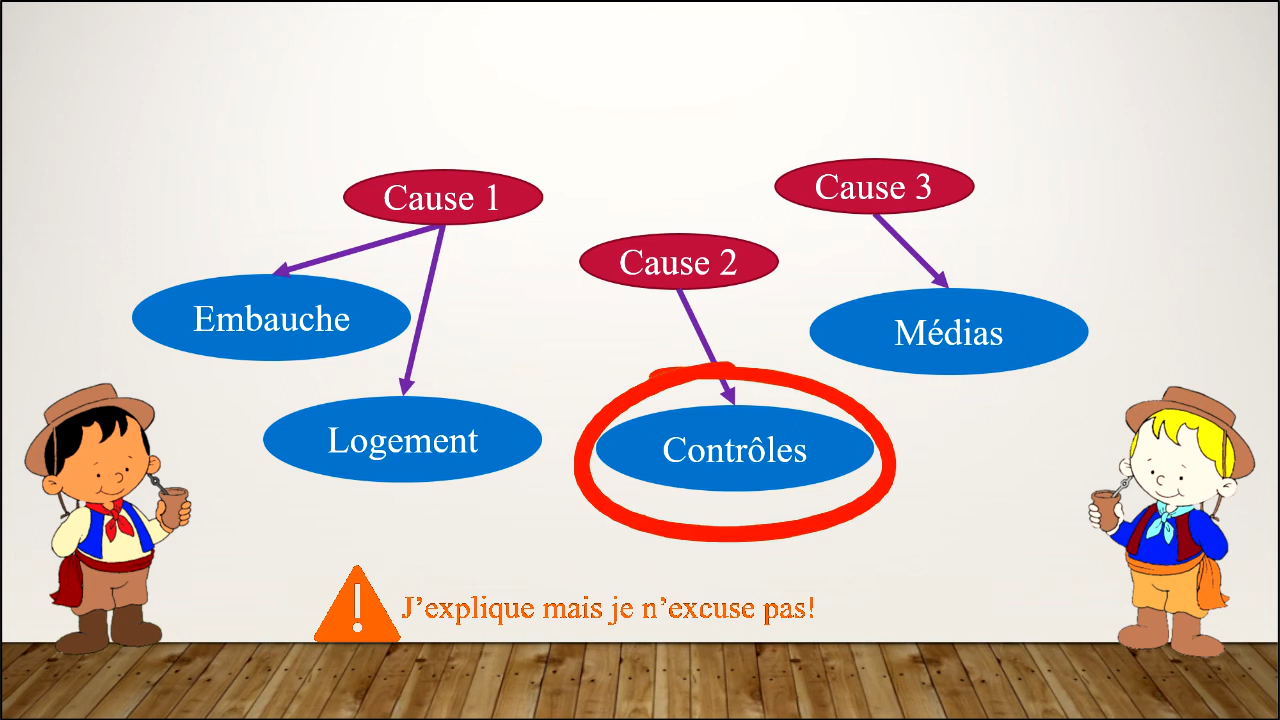 Cause 1
Cause 3
Cause 2
Embauche
Médias
Logement
Contrôles
J’explique mais je n’excuse pas!